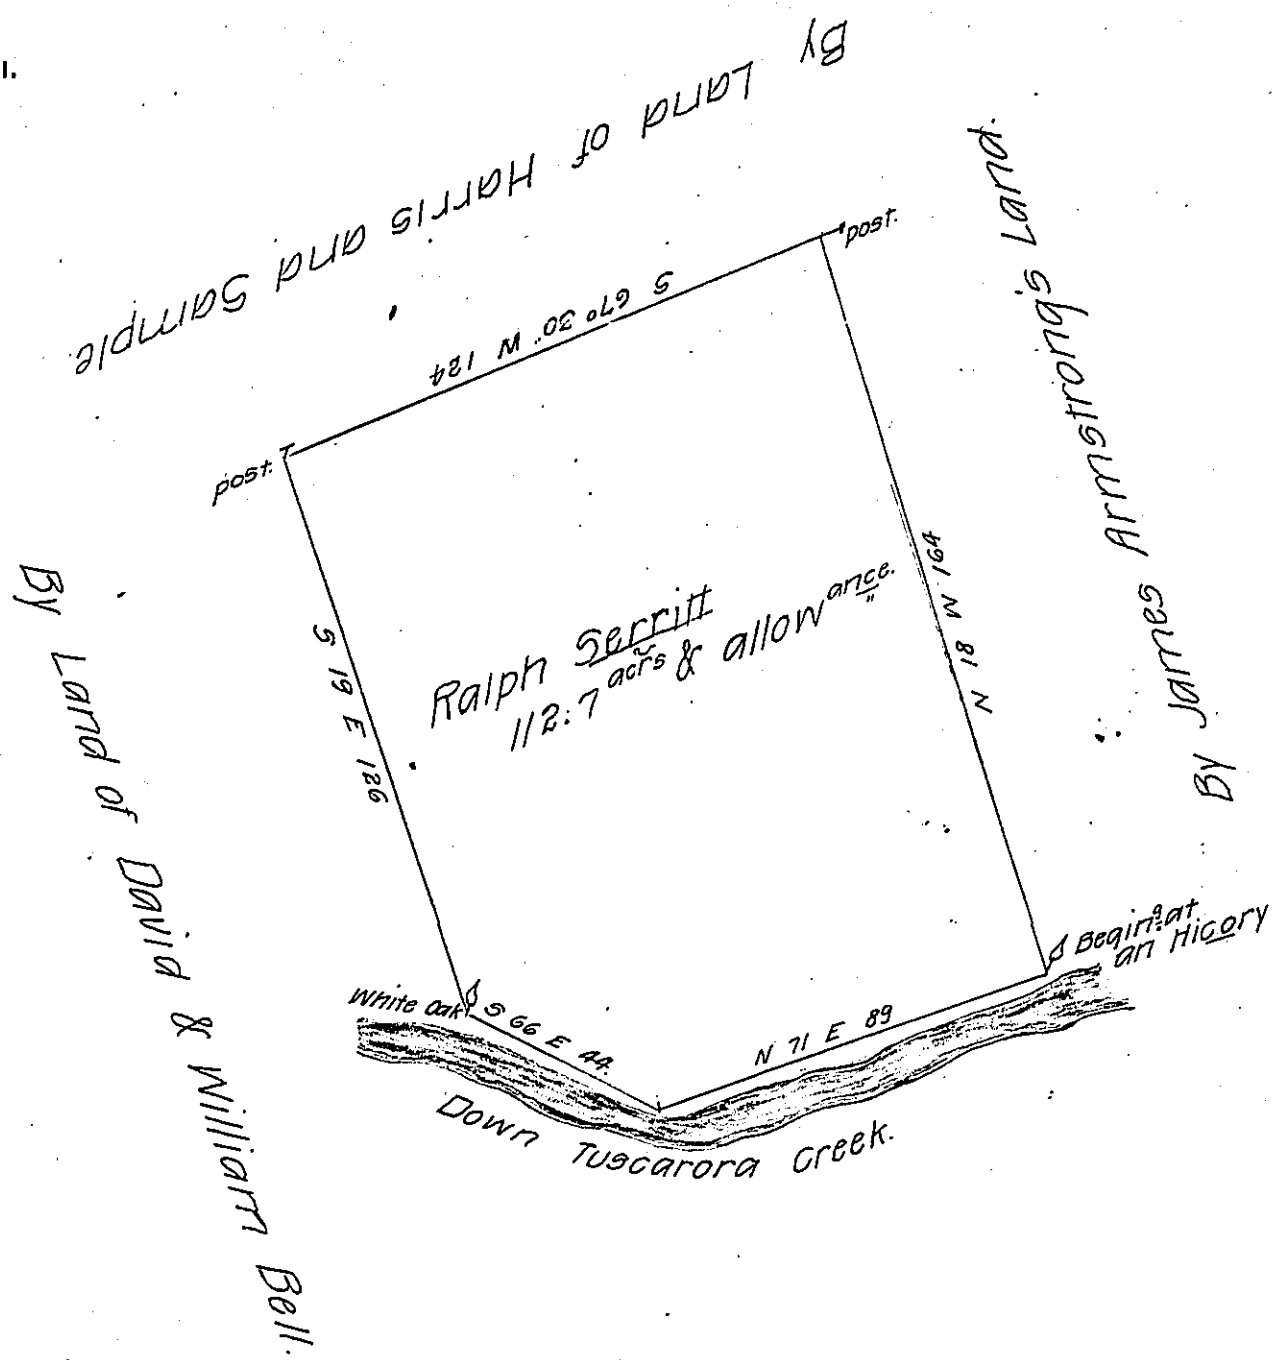 1.
By Land of Harris and Sample.
post.
S 67° 30' W 124
post.
By James Armstrong's Land.
N 18 W 164
By Land of David & William Bell.
S 19 E 126
Ralph Serritt
112:7 acrs & allowance.
Begin.g at
an Hicory
White Oak
S 66 E 44.
N 71 E 89
Down Tuscarora Creek.